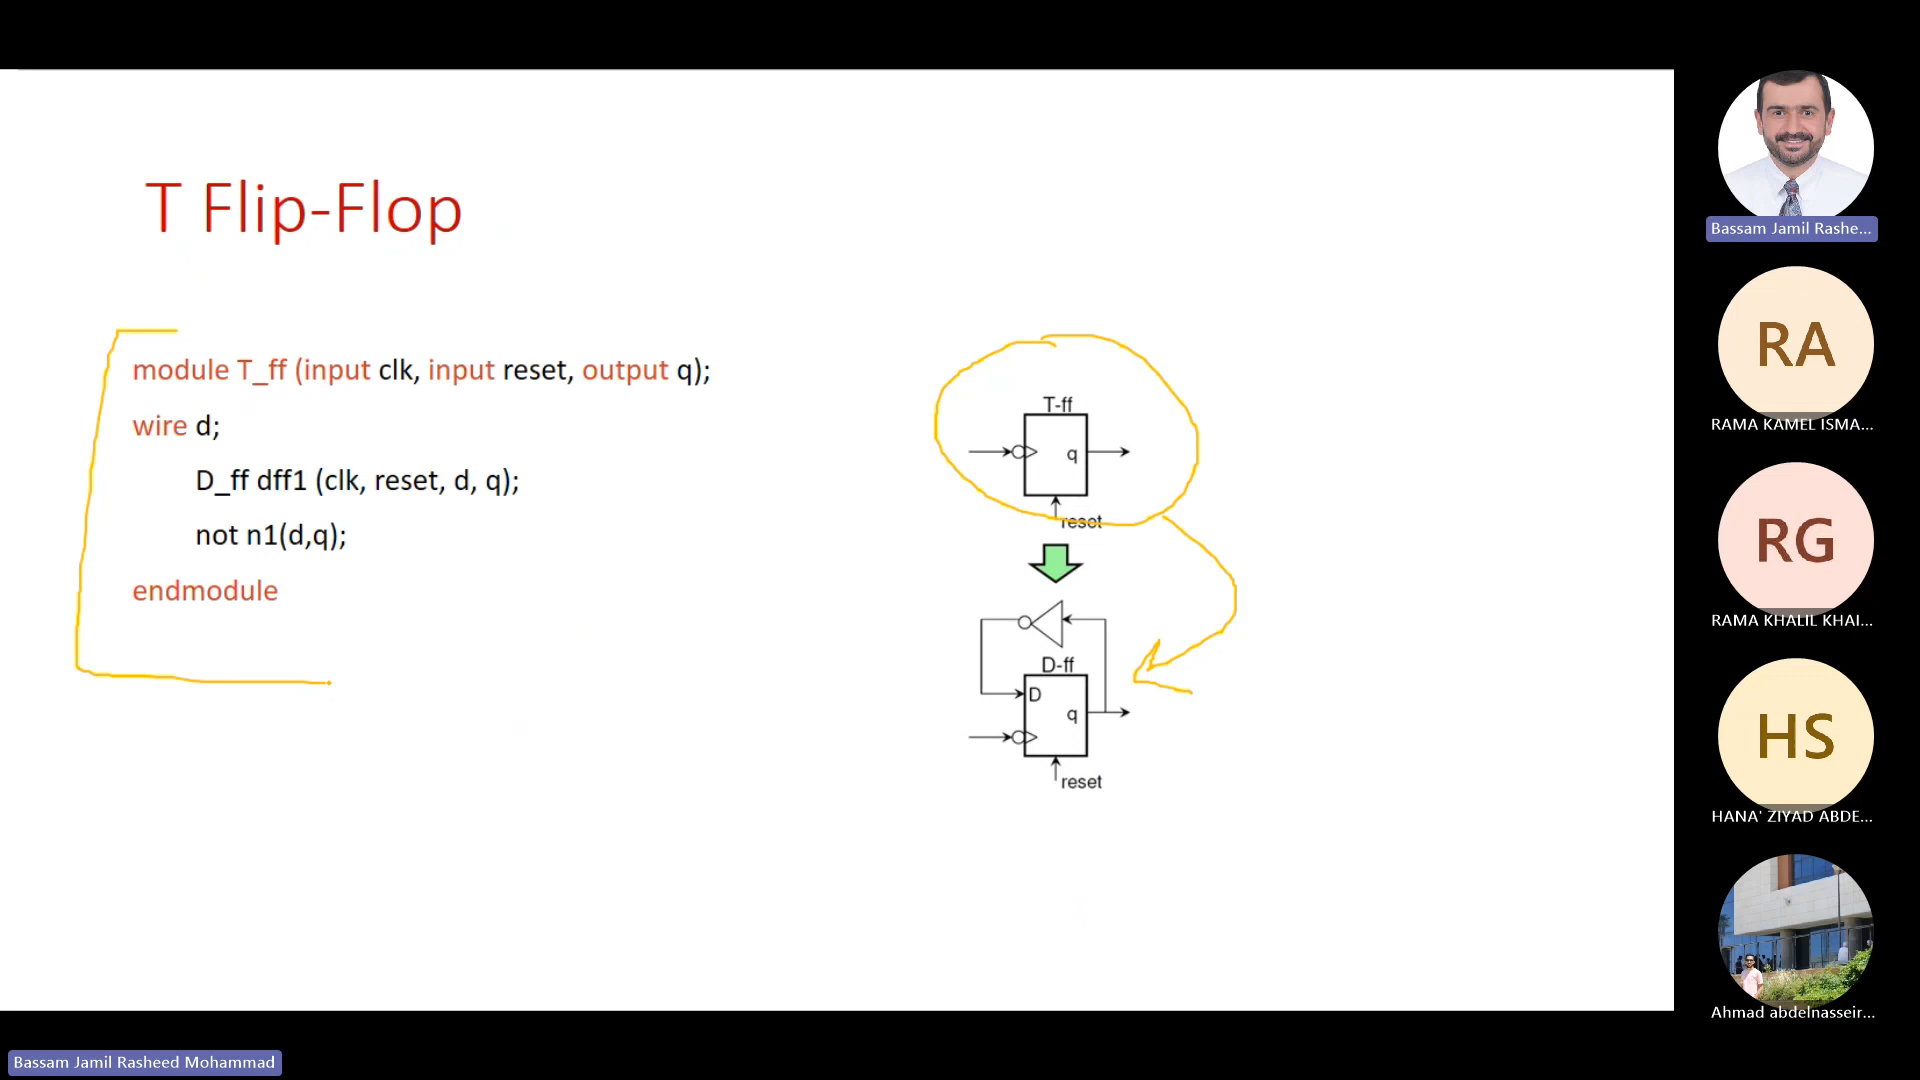 T Flip-Flop
module T_ff (input clk, input reset, output q);
wire d;
D_ff dff1 (clk, reset, d, q);
not n1(d,q);
endmodule
T-ff
q
reset
D-ff
D
q
reset
Bassam Jamil Rashe...
RA
RAMA KAMEL ISMA...
RG
RAMA KHALIL KHAI...
HS
HANA' ZIYAD ABDE...
Ahmad abdelnasseir...
Bassam Jamil Rasheed Mohammad